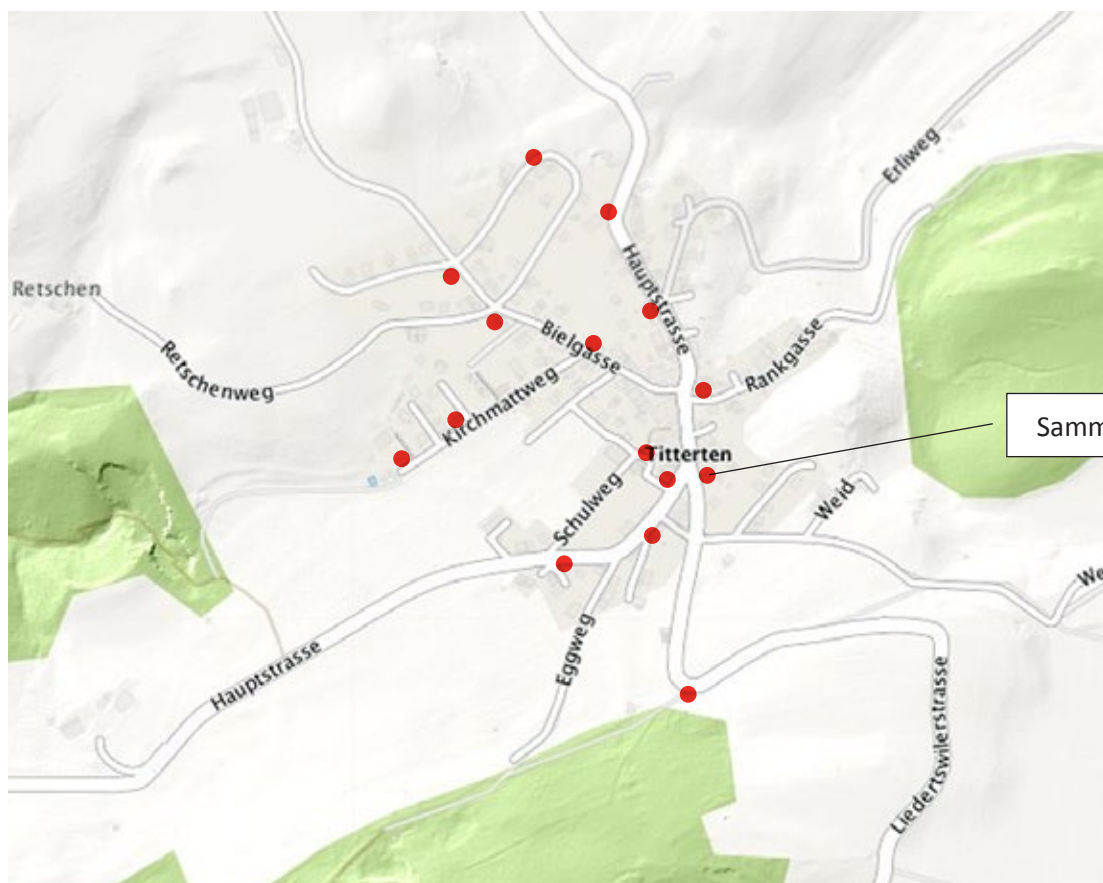 Erliweg
Retschen
Hauptstrasse
Bielgasse
Retschenweg
Rankgasse
Kirchmattweg
Samm
Titterten
Schulweg
Weid
We
Eggweg
Hauptstrasse
Liedertswilerstrasse